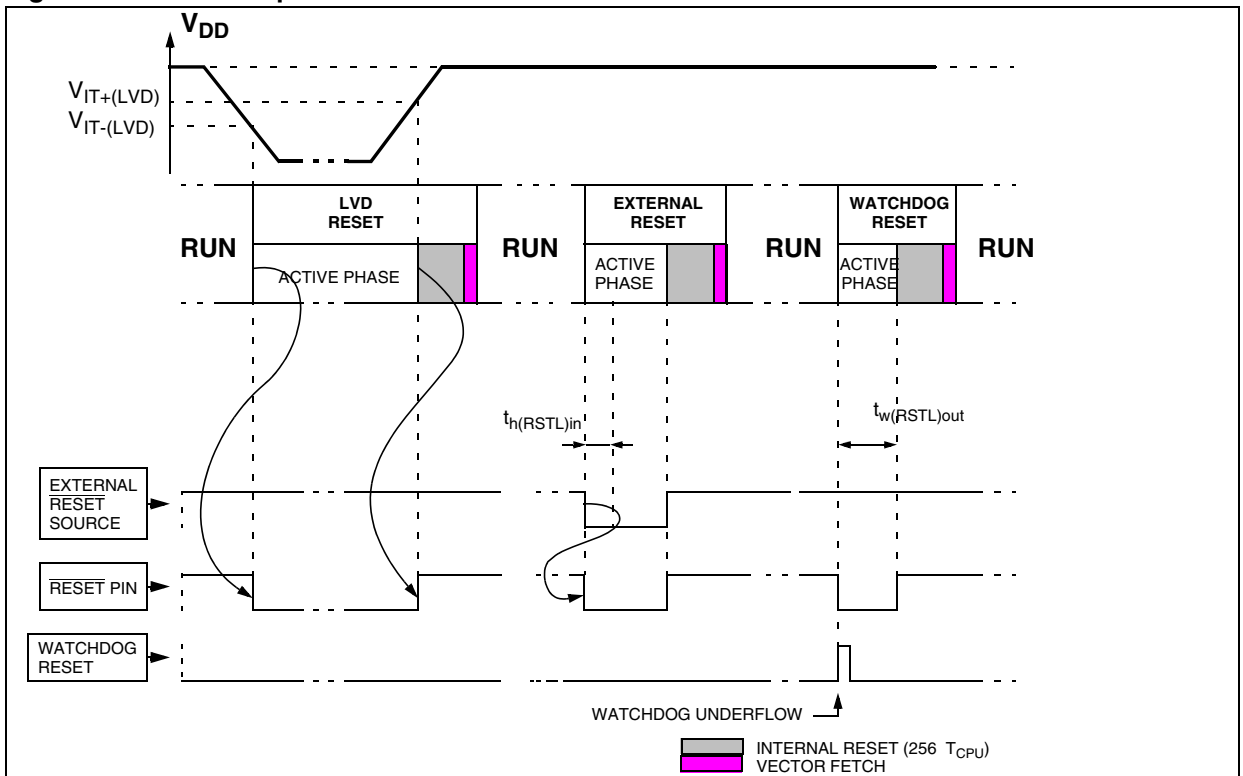 VDD
VIT+(LVD)
VIT-(LVD)
LVD
RESET
EXTERNAL
RESET
WATCHDOG
RESET
RUN
RUN
RUN
RUN
ACTIVE PHASE
ACTIVE
PHASE
ACTIVE
PHASE
th(RSTL)in
tw(RSTL)out
EXTERNAL
RESET
SOURCE
RESET PIN
WATCHDOG
RESET
WATCHDOG UNDERFLOW
INTERNAL RESET (256 TCPU)
VECTOR FETCH